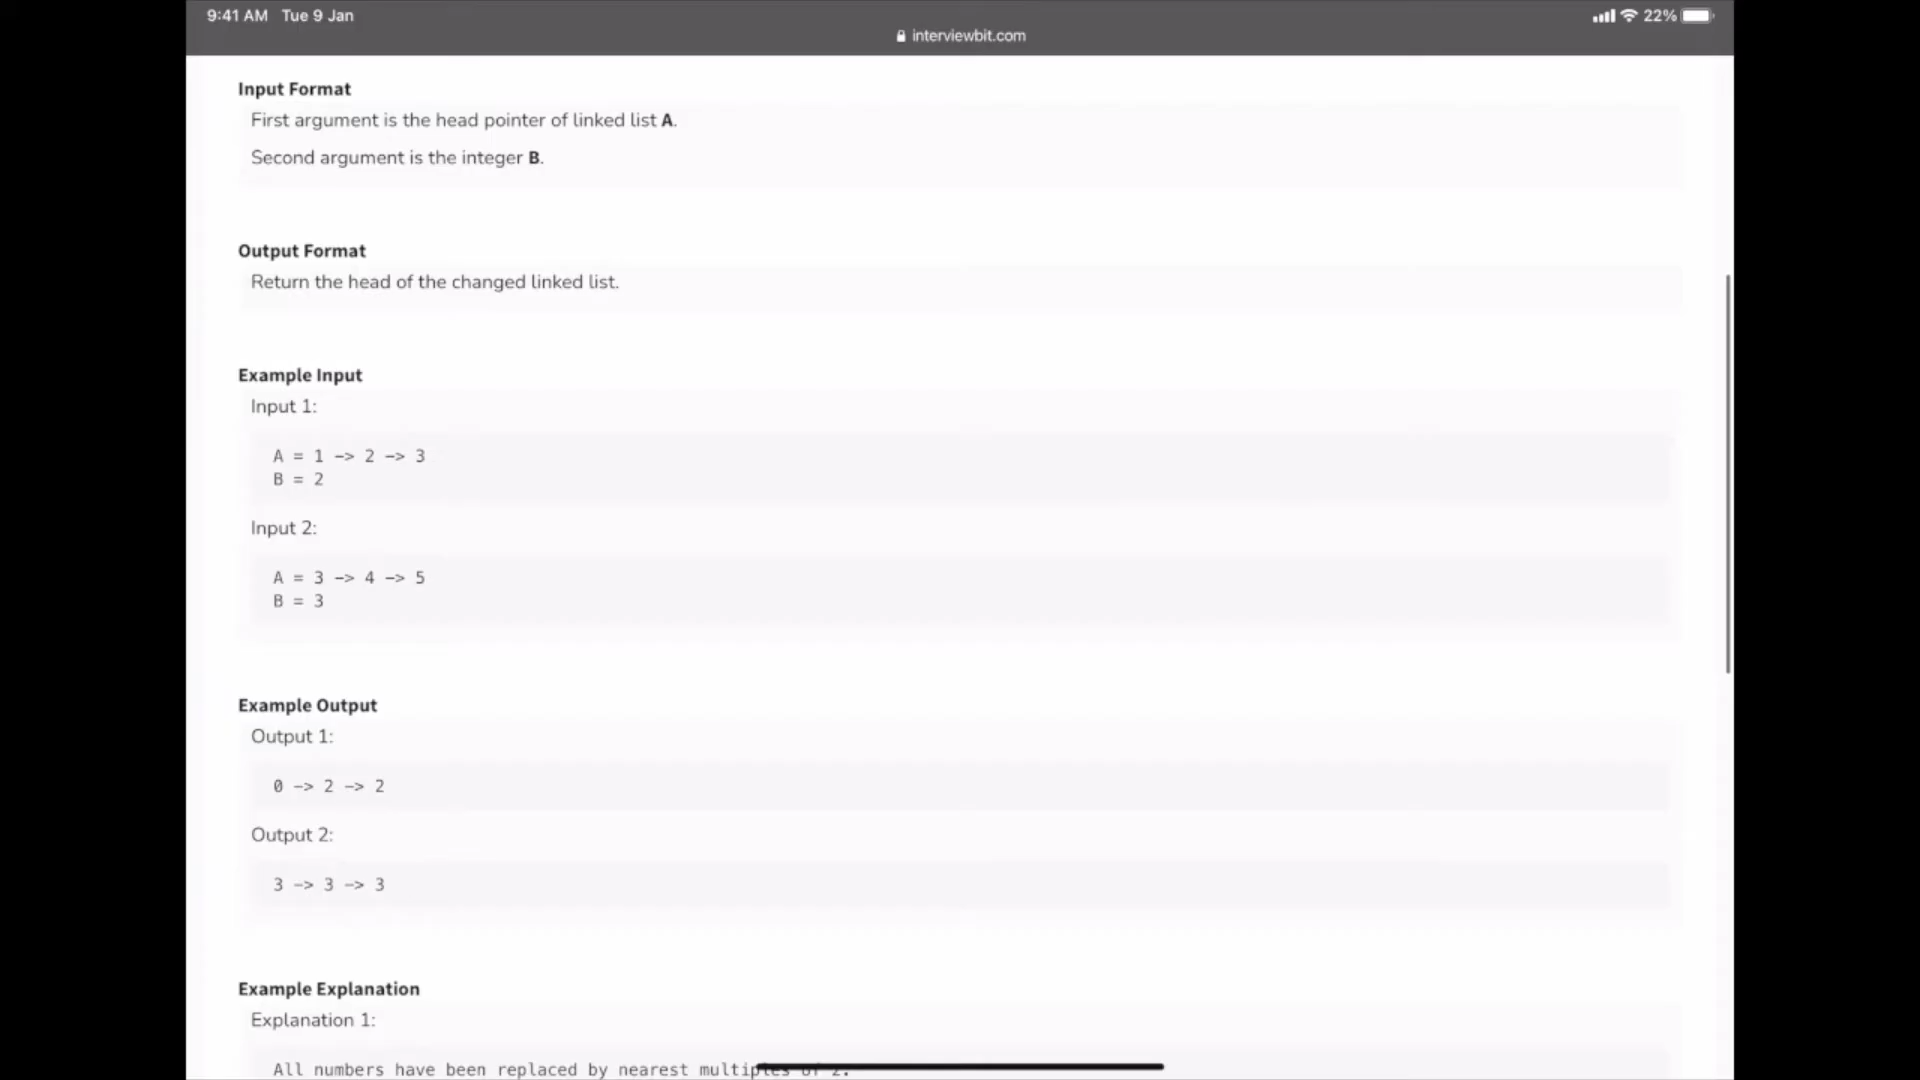 9:41 AM Tue 9 Jan
22%
interviewbit.com
Input Format
First argument is the head pointer of linked list A.
Second argument is the integer B.
Output Format
Return the head of the changed linked list.
Example Input
Input 1:
A = 1 -> 2 -> 3
B = 2
Input 2:
A = 3 -> 4 -> 5
B = 3
Example Output
Output 1:
0 -> 2 -> 2
Output 2:
3 -> 3 -> 3
Example Explanation
Explanation 1:
All numbers have been replaced by nearest multiples of 2.